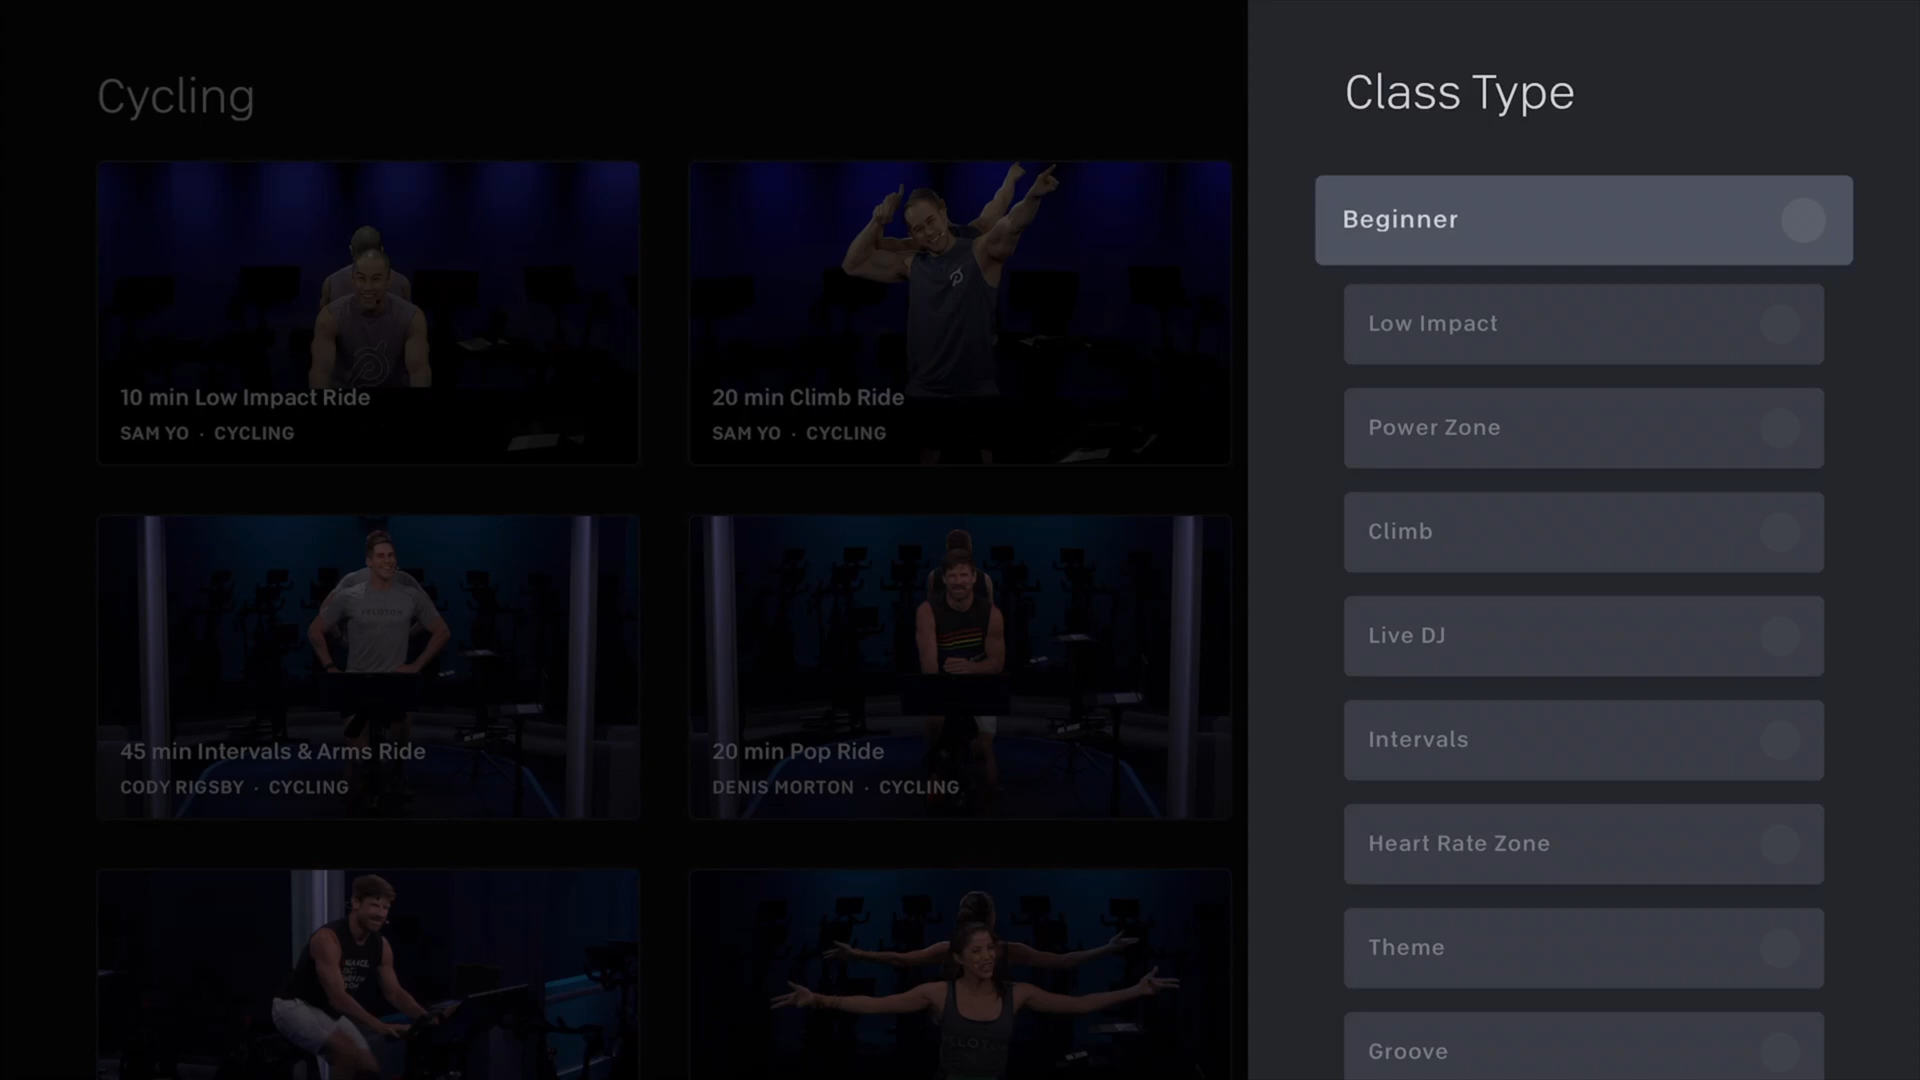 Cycling
10 min Low Impact Ride
SAM YO · CYCLING
20 min Climb Ride
SAM YO · CYCLING
45 min Intervals & Arms Ride
CODY RIGSBY · CYCLING
20 min Pop Ride
DENIS MORTON · CYCLING
Class Type
Beginner
Low Impact
Power Zone
Climb
Live DJ
Intervals
Heart Rate Zone
Theme
Groove